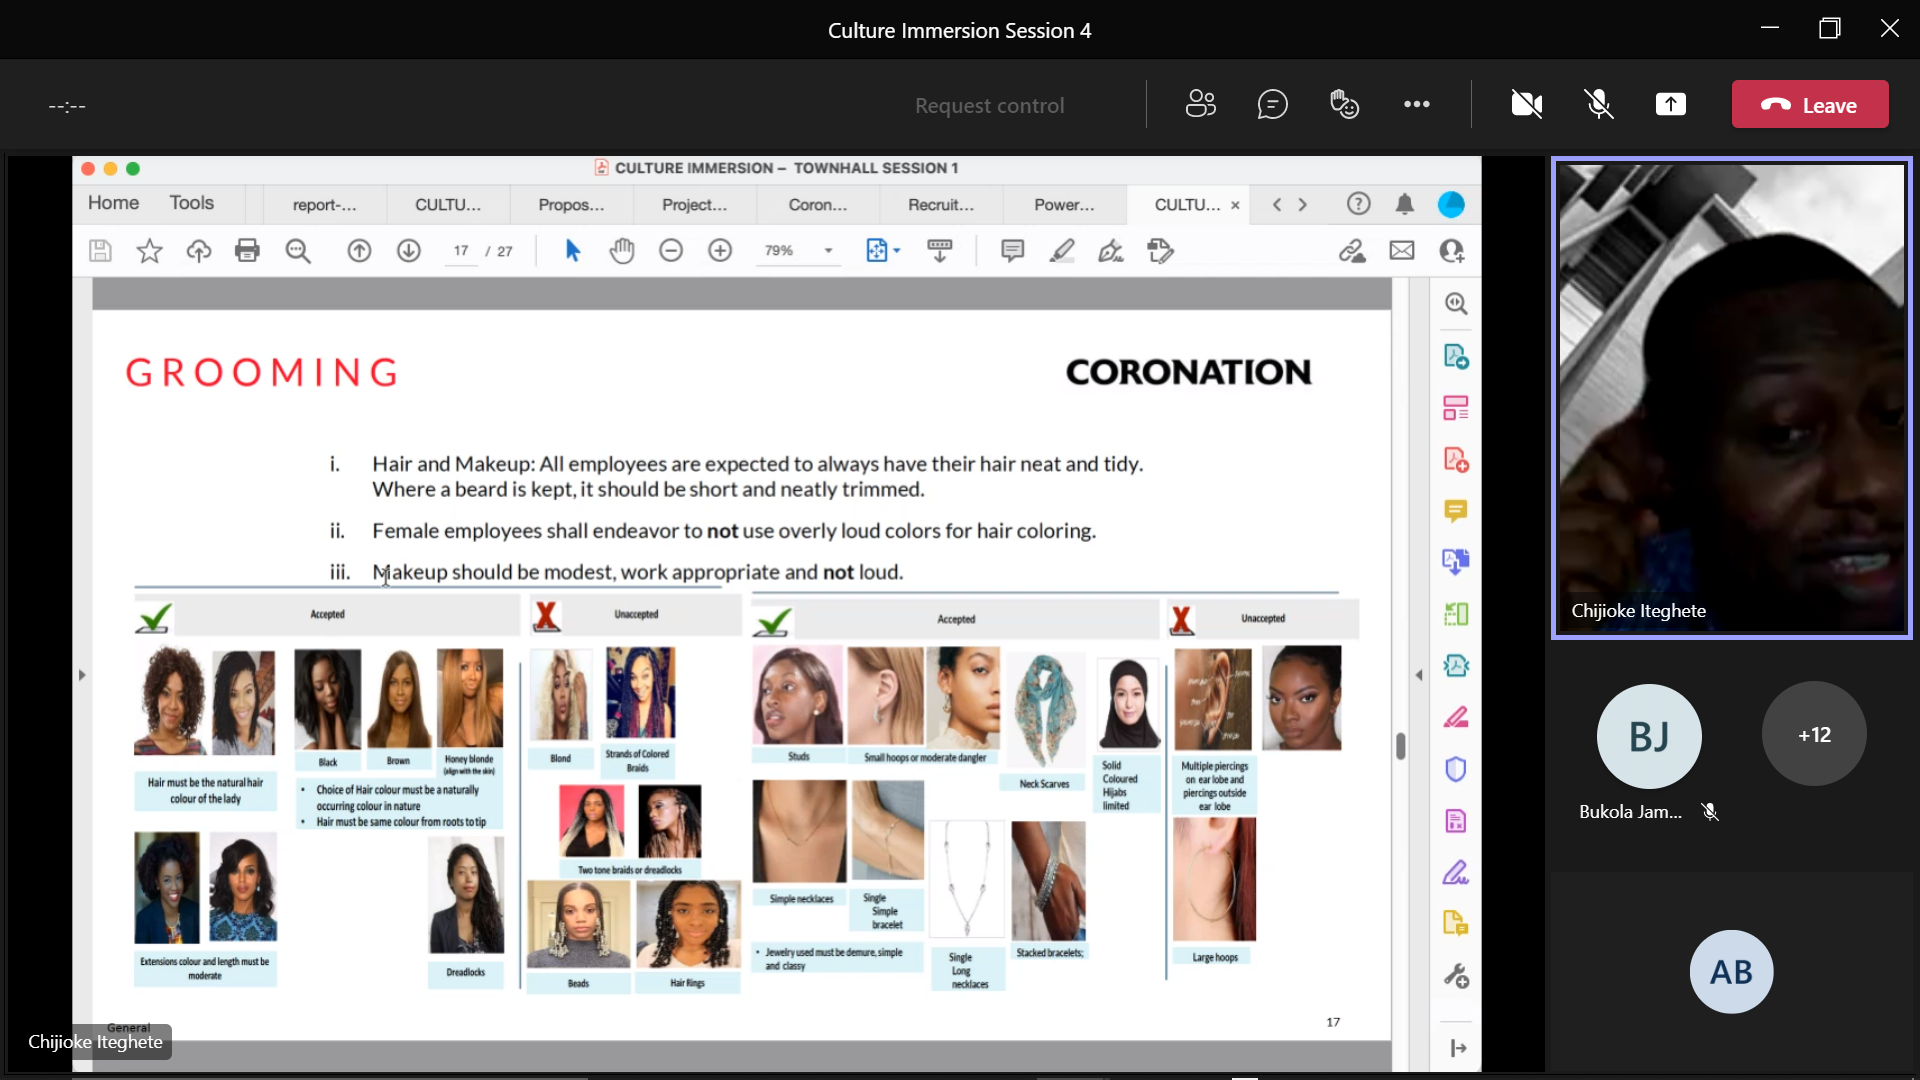 Culture Immersion Session 4
--:--
Request control
Leave
CULTURE IMMERSION – TOWNHALL SESSION 1
Home Tools report-... CULTU... Propos... Project... Coron... Recruit... Power... CULTU... ×
17 / 27 79%
GROOMING
CORONATION
i. Hair and Makeup: All employees are expected to always have their hair neat and tidy.
Where a beard is kept, it should be short and neatly trimmed.
ii. Female employees shall endeavor to not use overly loud colors for hair coloring.
iii. Makeup should be modest, work appropriate and not loud.
Accepted
Unaccepted
Accepted
Unaccepted
Hair must be the natural hair
colour of the lady
Black
Brown
Honey blonde
(align with the skin)
• Choice of Hair colour must be a naturally
occurring colour in nature
• Hair must be same colour from roots to tip
Extensions colour and length must be
moderate
Dreadlocks
Blond
Strands of Colored
Braids
Two tone braids or dreadlocks
Beads
Hair Rings
Studs
Small hoops or moderate dangler
Neck Scarves
Solid
Coloured
Hijabs
limited
Simple necklaces
Single
Simple
bracelet
• Jewelry used must be demure, simple
and classy
Single
Long
necklaces
Stacked bracelets;
Multiple piercings
on ear lobe and
piercings outside
ear lobe
Large hoops
General
17
Chijioke Iteghete
Chijioke Iteghete
BJ
+12
Bukola Jam...
AB